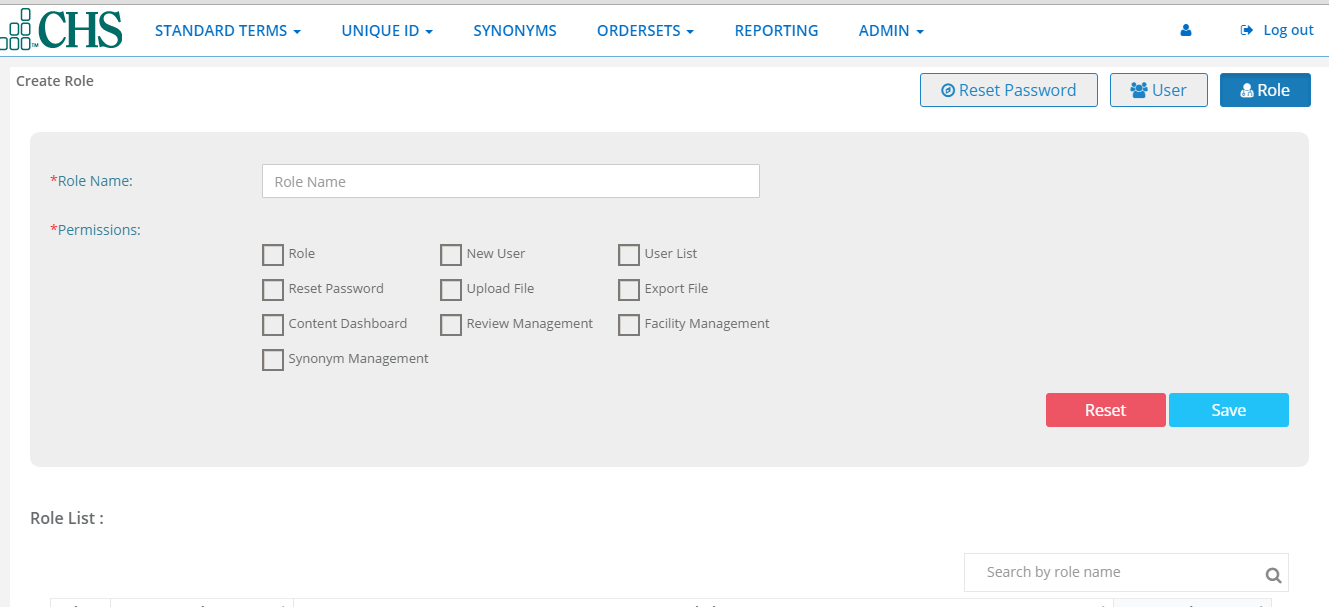 CHS STANDARD TERMS UNIQUE ID SYNONYMS ORDERSETS REPORTING ADMIN Log out
TM
Create Role Reset Password User Role
*Role Name: Role Name
*Permissions:
Role New User User List
Reset Password Upload File Export File
Content Dashboard Review Management Facility Management
Synonym Management
Reset Save
Role List :
Search by role name